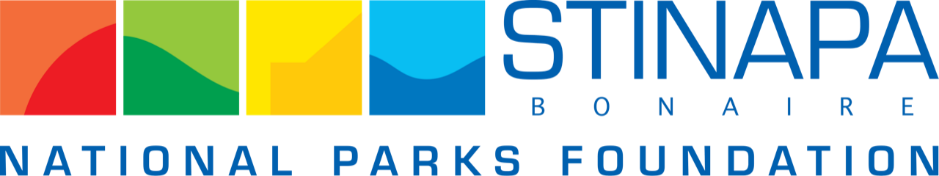 STINAPA
BONAIRE
NATIONAL PARKS FOUNDATION